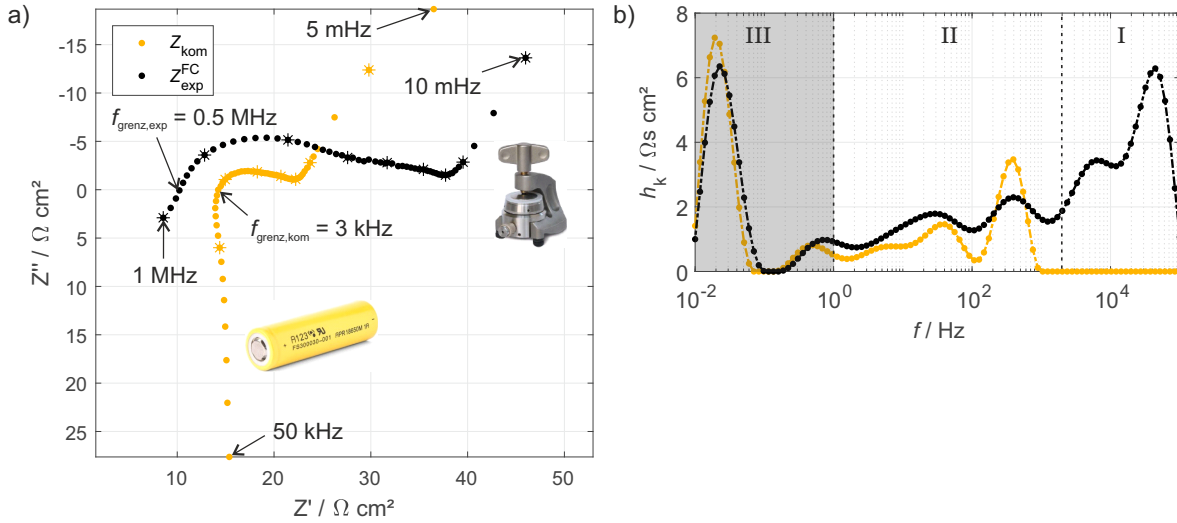 a)
-15
-10
-5
0
5
10
15
20
25
10
20
30
40
50
Z'' / Ω cm²
Z' / Ω cm²
Z_kom
Z_exp^FC
5 mHz
10 mHz
f_grenz,exp = 0.5 MHz
f_grenz,kom = 3 kHz
1 MHz
50 kHz
A123
b)
8
6
4
2
0
10^-2
10^0
10^2
10^4
h_k / Ωs cm²
f / Hz
III
II
I